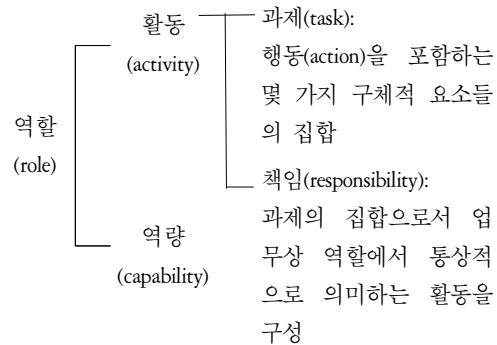 역할
(role)
활동
(activity)
과제(task):
행동(action)을 포함하는
몇 가지 구체적 요소들
의 집합
책임(responsibility):
과제의 집합으로서 업
무상 역할에서 통상적
으로 의미하는 활동을
구성
역량
(capability)